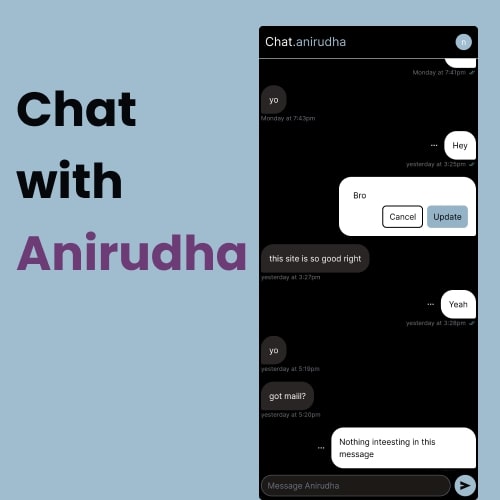 Chat
with
Anirudha
Chat.anirudha
n
Monday at 7:41pm
yo
Monday at 7:43pm
Hey
yesterday at 3:25pm
Bro
Cancel Update
this site is so good right
yesterday at 3:27pm
Yeah
yesterday at 3:28pm
yo
yesterday at 5:19pm
got maiil?
yesterday at 5:20pm
Nothing inteesting in this
message
Message Anirudha